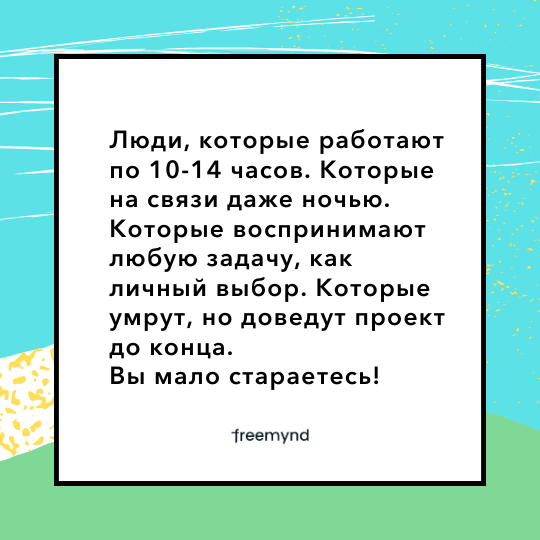 Люди, которые работают
по 10-14 часов. Которые
на связи даже ночью.
Которые воспринимают
любую задачу, как
личный выбор. Которые
умрут, но доведут проект
до конца.
Вы мало стараетесь!
freemynd